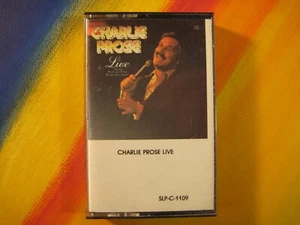 CHARLIE
PROSE
Live
CHARLIE PROSE LIVE
SLP-C-1109